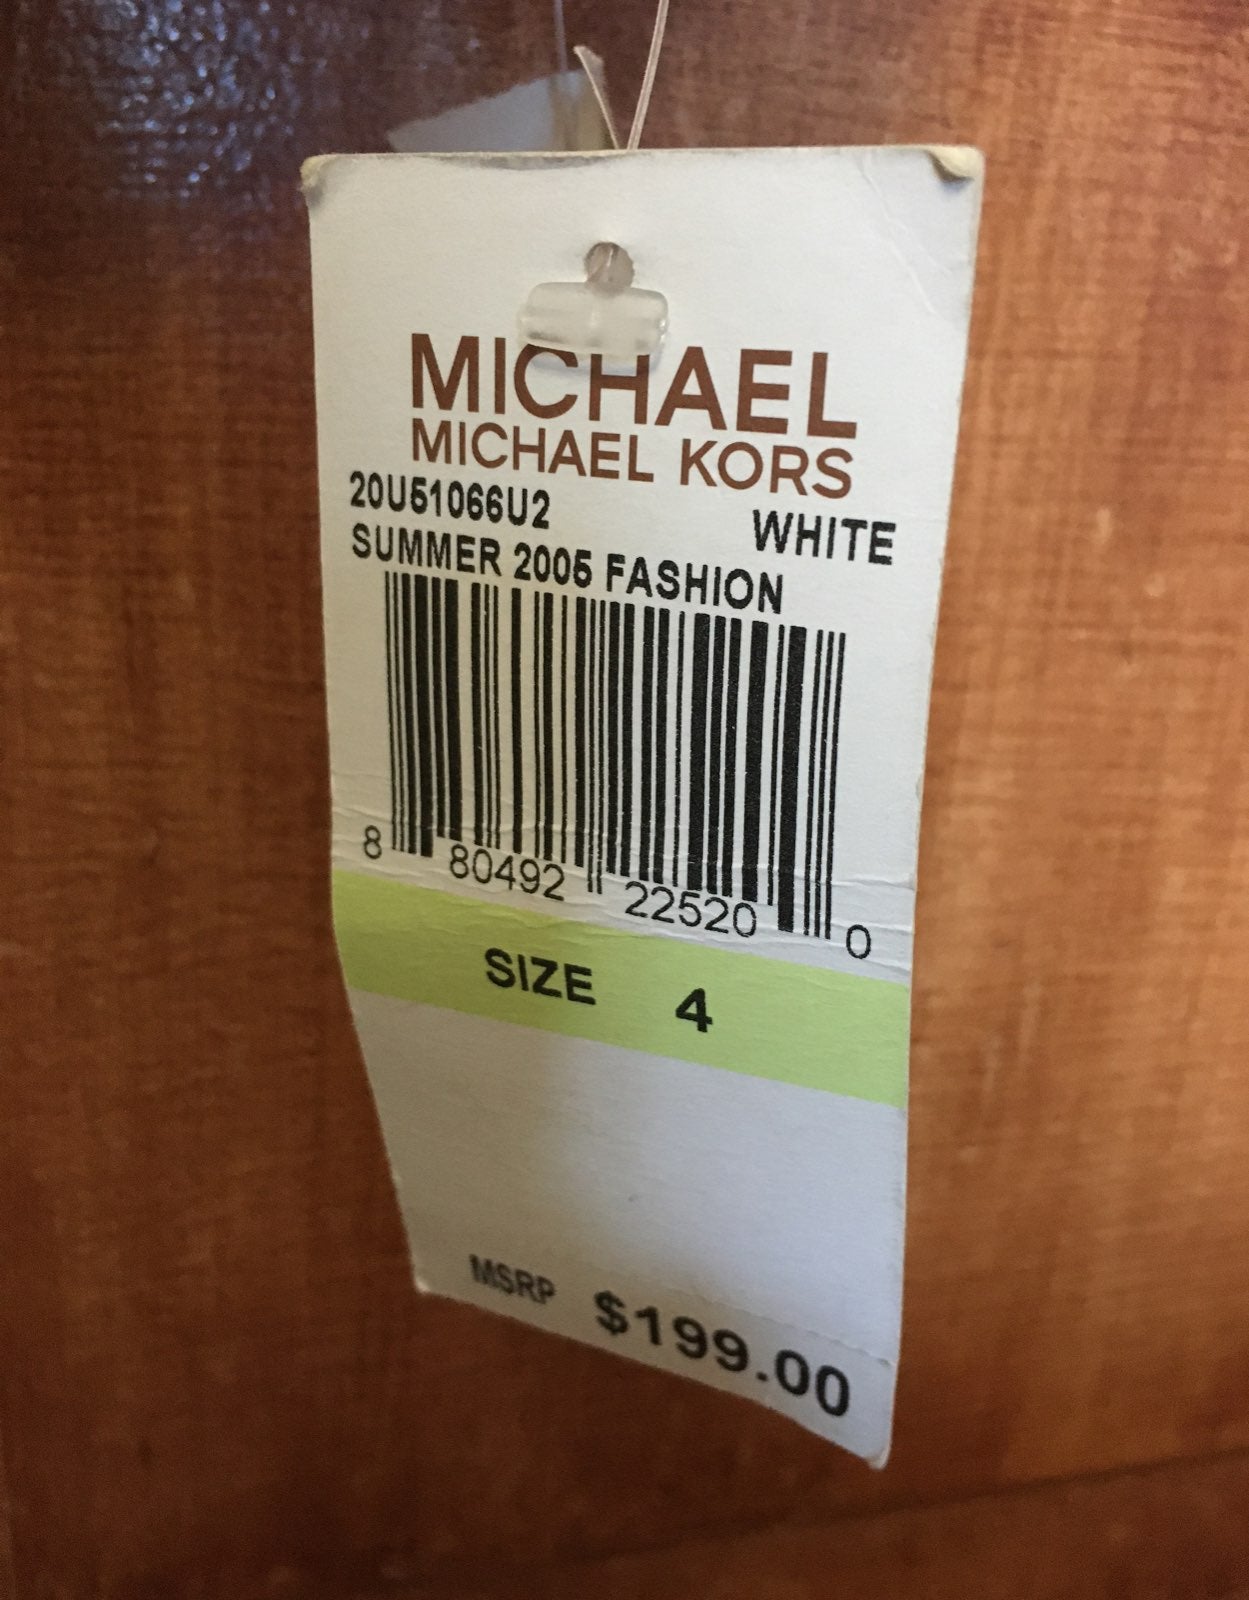 MICHAEL
MICHAEL KORS
20U51066U2 WHITE
SUMMER 2005 FASHION
8 80492 22520 0
SIZE 4
MSRP $199.00